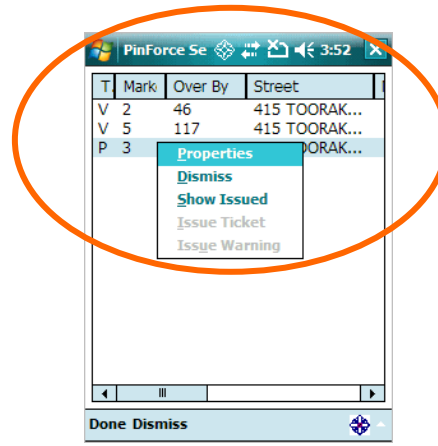 PinForce Se 3:52
T. Mark Over By Street
V 2 46 415 TOORAK...
V 5 117 415 TOORAK...
P 3 OORAK...
Properties
Dismiss
Show Issued
Issue Ticket
Issue Warning
Done Dismiss